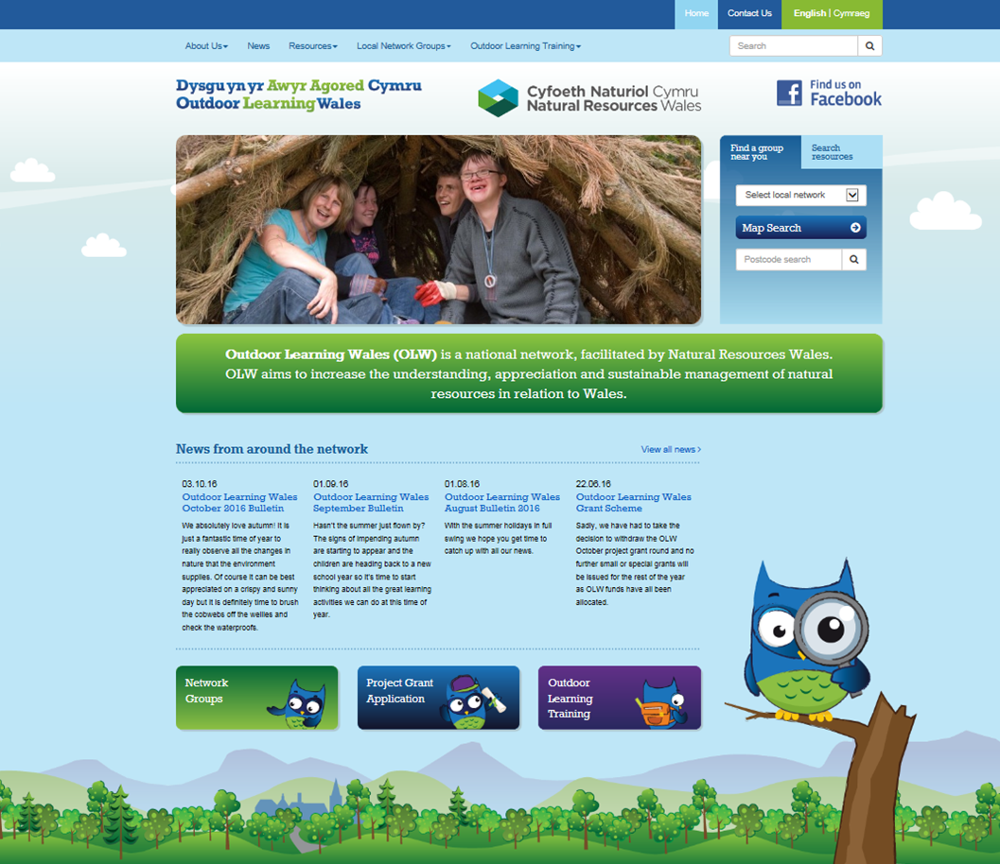 Home
Contact Us
English | Cymraeg
About Us
News
Resources
Local Network Groups
Outdoor Learning Training
Search
Dysgu yn yr Awyr Agored Cymru
Outdoor Learning Wales
Cyfoeth Naturiol Cymru
Natural Resources Wales
Find us on
Facebook
Find a group
near you
Search
resources
Select local network
Map Search
Postcode search
Outdoor Learning Wales (OLW) is a national network, facilitated by Natural Resources Wales.
OLW aims to increase the understanding, appreciation and sustainable management of natural
resources in relation to Wales.
News from around the network
View all news ›
03.10.16
Outdoor Learning Wales
October 2016 Bulletin
We absolutely love autumn! It is
just a fantastic time of year to
really observe all the changes in
nature that the environment
supplies. Of course it can be best
appreciated on a crispy and sunny
day but it is definitely time to brush
the cobwebs off the wellies and
check the waterproofs.
01.09.16
Outdoor Learning Wales
September Bulletin
Hasn't the summer just flown by?
The signs of impending autumn
are starting to appear and the
children are heading back to a new
school year so it's time to start
thinking about all the great learning
activities we can do at this time of
year.
01.08.16
Outdoor Learning Wales
August Bulletin 2016
With the summer holidays in full
swing we hope you get time to
catch up with all our news.
22.06.16
Outdoor Learning Wales
Grant Scheme
Sadly, we have had to take the
decision to withdraw the OLW
October project grant round and no
further small or special grants will
be issued for the rest of the year
as OLW funds have all been
allocated.
Network
Groups
Project Grant
Application
Outdoor
Learning
Training